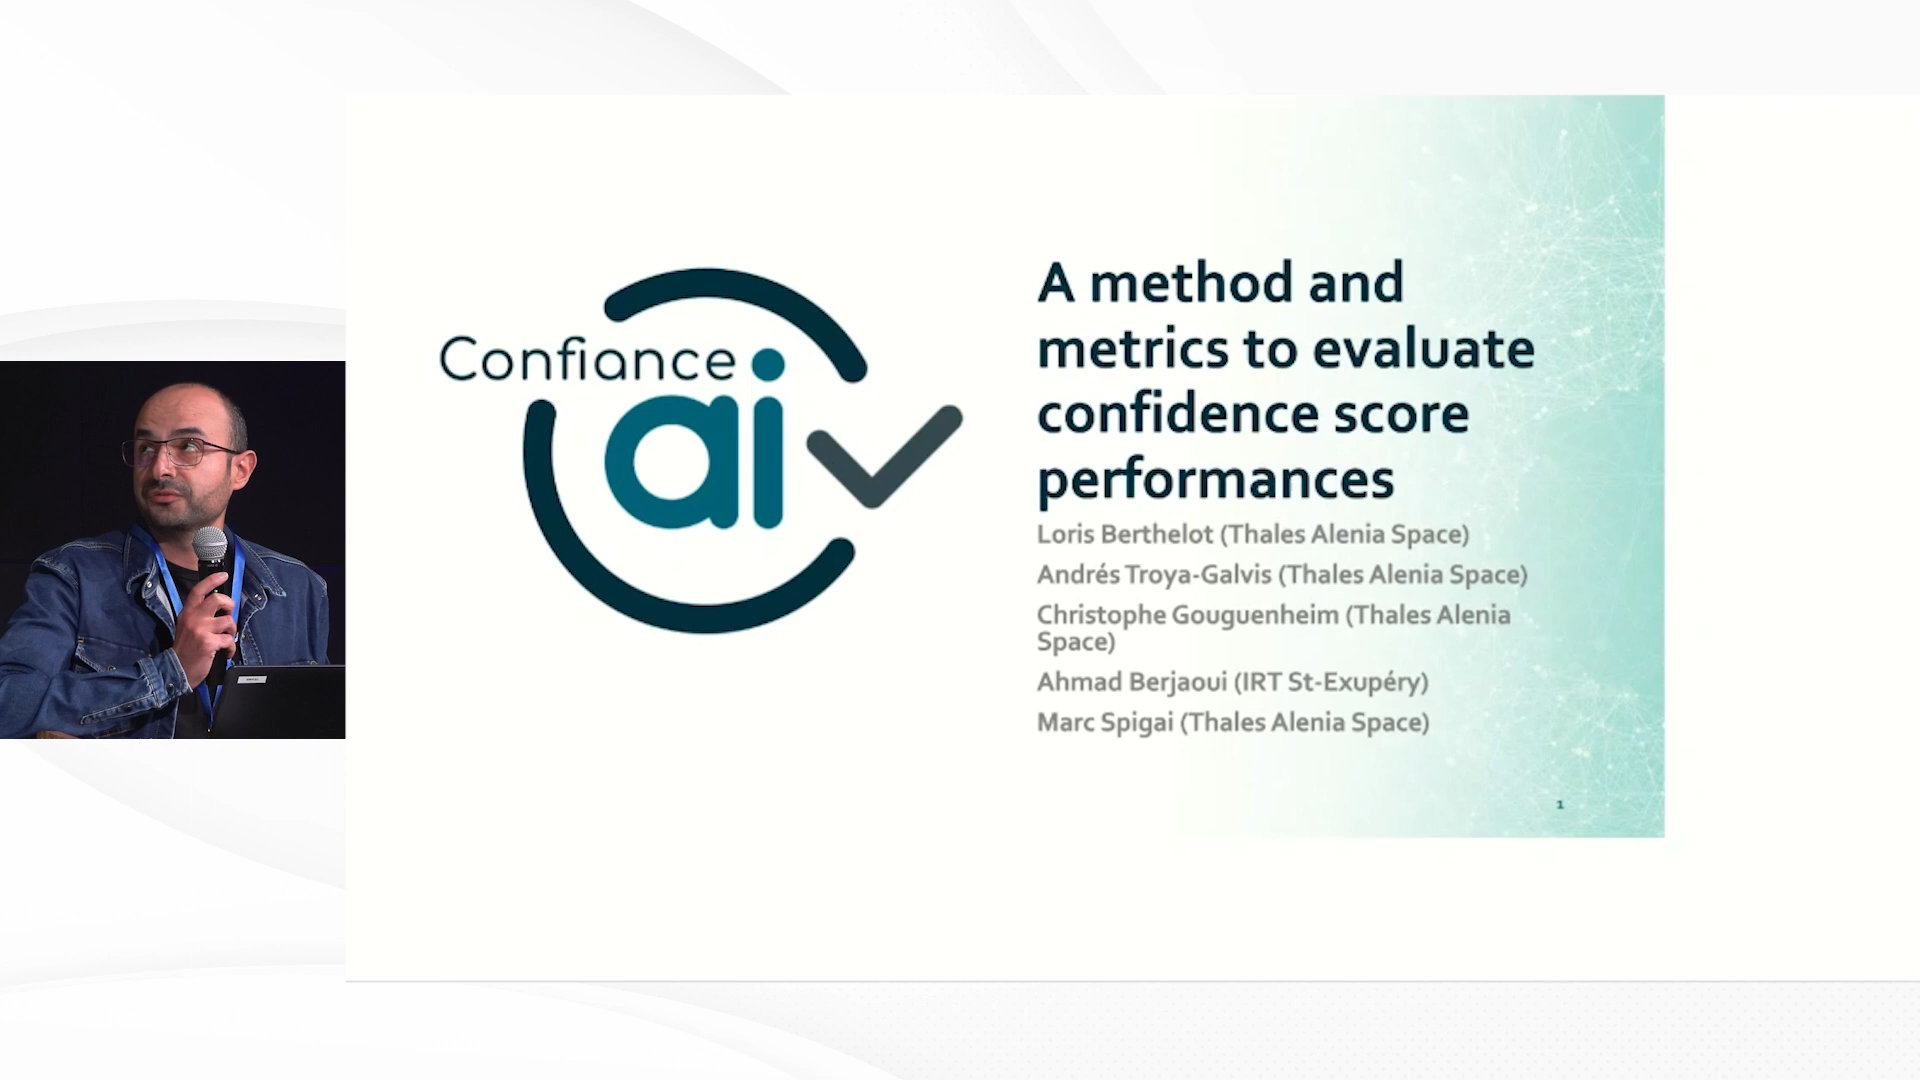 Confiance
ai
A method and
metrics to evaluate
confidence score
performances
Loris Berthelot (Thales Alenia Space)
Andrés Troya-Galvis (Thales Alenia Space)
Christophe Gouguenheim (Thales Alenia
Space)
Ahmad Berjaoui (IRT St-Exupéry)
Marc Spigai (Thales Alenia Space)
1